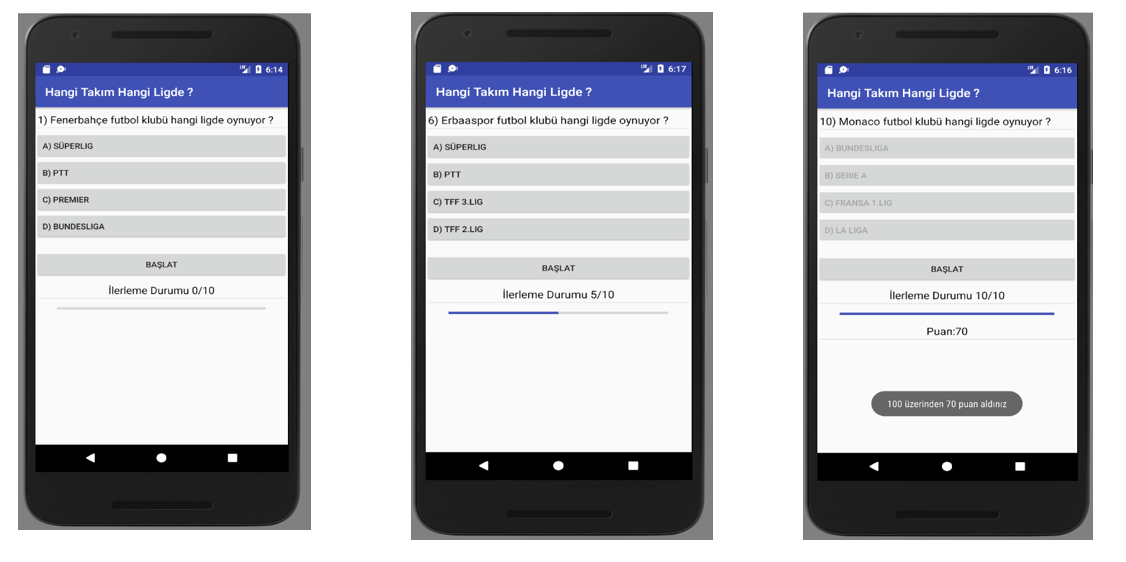 6:14
Hangi Takım Hangi Ligde ?
1) Fenerbahçe futbol klubü hangi ligde oynuyor ?
A) SÜPERLIG
B) PTT
C) PREMIER
D) BUNDESLIGA
BAŞLAT
İlerleme Durumu 0/10
6:17
Hangi Takım Hangi Ligde ?
6) Erbaaspor futbol klubü hangi ligde oynuyor ?
A) SÜPERLIG
B) PTT
C) TFF 3.LIG
D) TFF 2.LIG
BAŞLAT
İlerleme Durumu 5/10
6:16
Hangi Takım Hangi Ligde ?
10) Monaco futbol klubü hangi ligde oynuyor ?
A) BUNDESLIGA
B) SERIE A
C) FRANSA 1.LIG
D) LA LIGA
BAŞLAT
İlerleme Durumu 10/10
Puan:70
100 üzerinden 70 puan aldınız